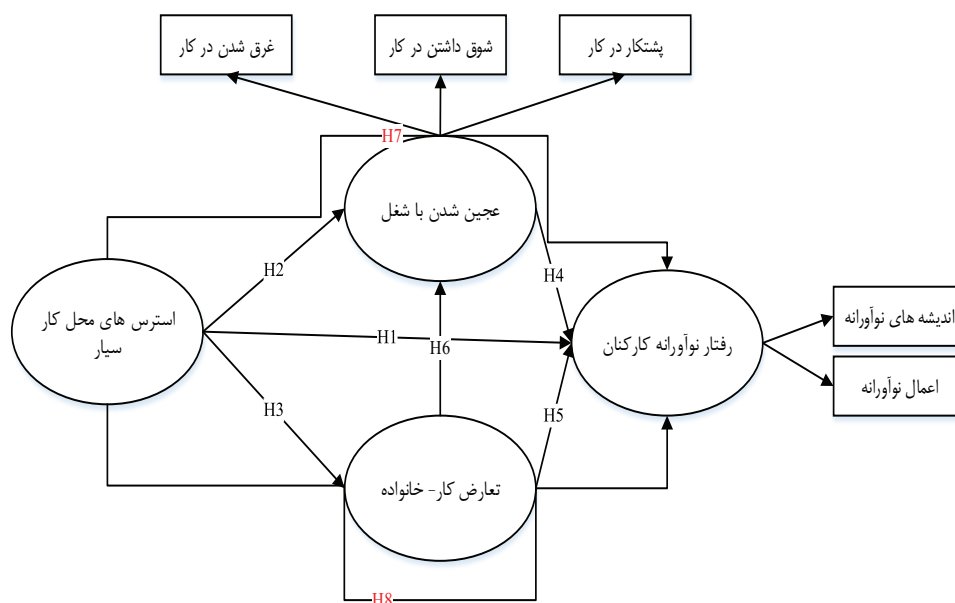 پشتکار در کار
شوق داشتن در کار
غرق شدن در کار
H7
عجین شدن با شغل
H2
H4
استرس های محل کار
سیار
H1
H6
رفتار نوآورانه کارکنان
اندیشه های نوآورانه
اعمال نوآورانه
H3
H5
تعارض کار- خانواده
H8